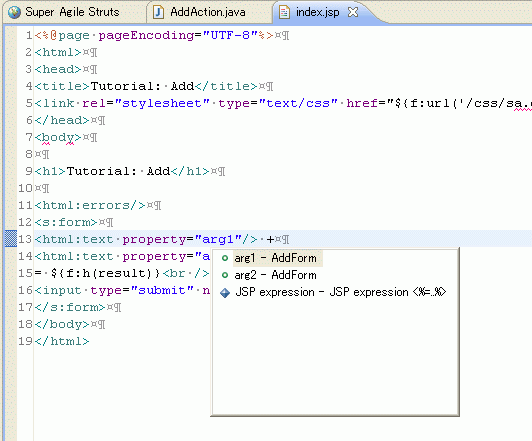 Super Agile Struts AddAction.java index.jsp
1 <%@page pageEncoding="UTF-8"%>¤¶
2 <html>¤¶
3 <head>¤¶
4 <title>Tutorial:·Add</title>¤¶
5 <link·rel="stylesheet"·type="text/css"·href="${f:url('/css/sa.
6 </head>¤¶
7 <body>¤¶
8 ¤¶
9 <h1>Tutorial:·Add</h1>¤¶
10 ¤¶
11 <html:errors/>¤¶
12 <s:form>¤¶
13 <html:text·property="arg1"/>·+¤¶
14 <html:text·property="a
arg1 - AddForm
15 =·${f:h(result)}<br·/>
arg2 - AddForm
16 <input·type="submit"·n
JSP expression - JSP expression <%=..%>
17 </s:form>¤¶
18 </body>¤¶
19 </html>